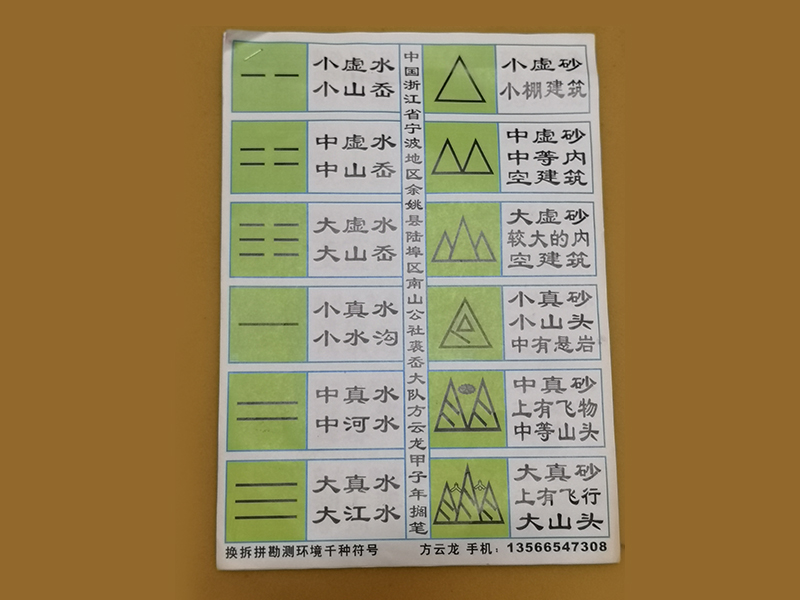 小虚水
小山岙
中虚水
中山岙
大虚水
大山岙
小真水
小水沟
中真水
中河水
大真水
大江水
中国浙江省宁波地区余姚县陆埠区南山公社裘岙大队方云龙甲子年搁笔
小虚砂
小棚建筑
中虚砂
中等内
空建筑
大虚砂
较大的内
空建筑
小真砂
小山头
中有悬岩
中真砂
上有飞物
中等山头
大真砂
上有飞行
大山头
换拆拼勘测环境千种符号
方云龙 手机：13566547308